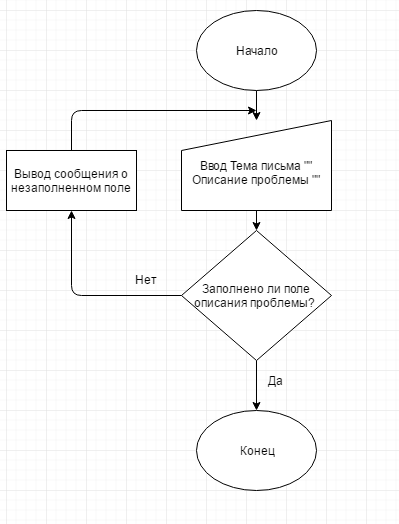 Начало
Вывод сообщения о
незаполненном поле
Ввод Тема письма ""
Описание проблемы ""
Нет
Заполнено ли поле
описания проблемы?
Да
Конец